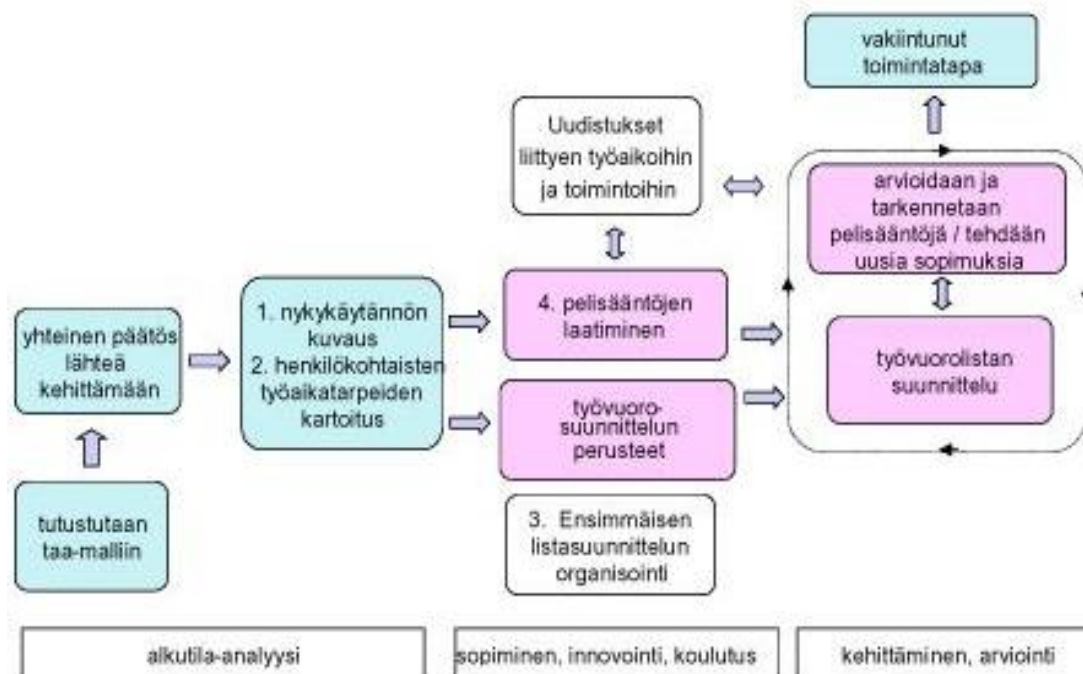 vakiintunut
toimintatapa
Uudistukset
liittyen työaikoihin
ja toimintoihin
arvioidaan ja
tarkennetaan
pelisääntöjä / tehdään
uusia sopimuksia
yhteinen päätös
lähteä
kehittämään
1. nykykäytännön
kuvaus
2. henkilökohtaisten
työaikatarpeiden
kartoitus
4. pelisääntöjen
laatiminen
työvuorolistan
suunnittelu
työvuoro-
suunnittelun
perusteet
tutustutaan
taa-malliin
3. Ensimmäisen
listasuunnittelun
organisointi
alkutila-analyysi
sopiminen, innovointi, koulutus
kehittäminen, arviointi